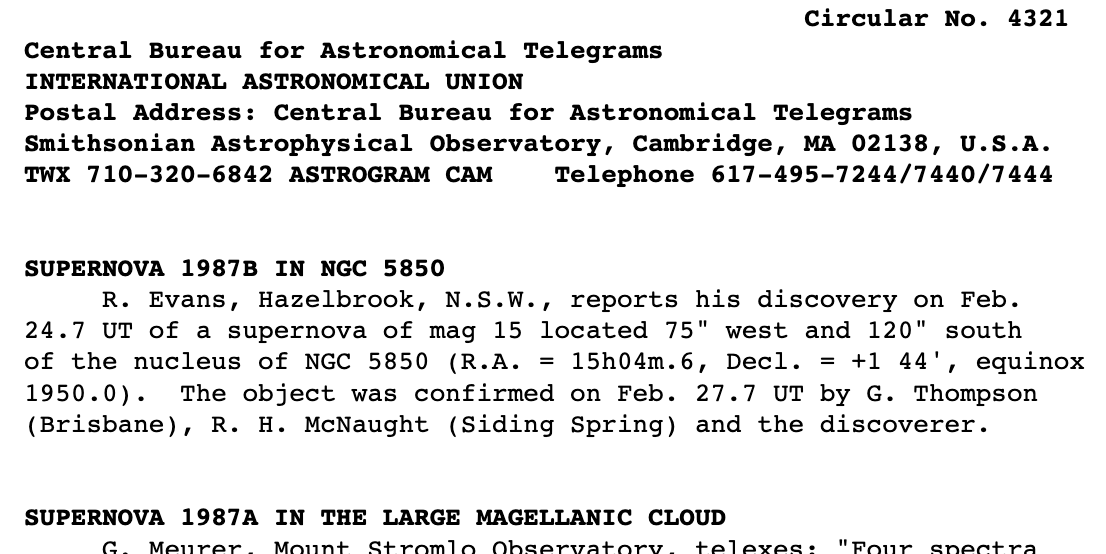 Circular No. 4321
Central Bureau for Astronomical Telegrams
INTERNATIONAL ASTRONOMICAL UNION
Postal Address: Central Bureau for Astronomical Telegrams
Smithsonian Astrophysical Observatory, Cambridge, MA 02138, U.S.A.
TWX 710-320-6842 ASTROGRAM CAM    Telephone 617-495-7244/7440/7444
SUPERNOVA 1987B IN NGC 5850
R. Evans, Hazelbrook, N.S.W., reports his discovery on Feb.
24.7 UT of a supernova of mag 15 located 75" west and 120" south
of the nucleus of NGC 5850 (R.A. = 15h04m.6, Decl. = +1 44', equinox
1950.0).  The object was confirmed on Feb. 27.7 UT by G. Thompson
(Brisbane), R. H. McNaught (Siding Spring) and the discoverer.
SUPERNOVA 1987A IN THE LARGE MAGELLANIC CLOUD
G. Meurer, Mount Stromlo Observatory, telexes: "Four spectra